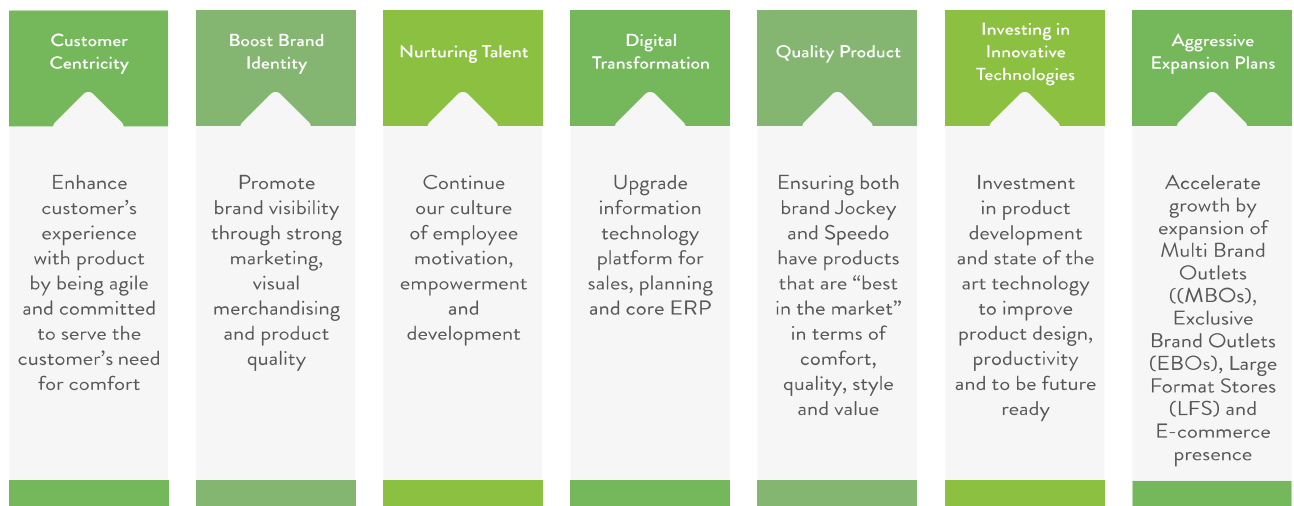 Customer
Centricity
Enhance
customer's
experience
with product
by being agile
and committed
to serve the
customer's need
for comfort
Boost Brand
Identity
Promote
brand visibility
through strong
marketing,
visual
merchandising
and product
quality
Nurturing Talent
Continue
our culture
of employee
motivation,
empowerment
and
development
Digital
Transformation
Upgrade
information
technology
platform for
sales, planning
and core ERP
Quality Product
Ensuring both
brand Jockey
and Speedo
have products
that are “best
in the market”
in terms of
comfort,
quality, style
and value
Investing in
Innovative
Technologies
Investment
in product
development
and state of the
art technology
to improve
product design,
productivity
and to be future
ready
Aggressive
Expansion Plans
Accelerate
growth by
expansion of
Multi Brand
Outlets
((MBOs),
Exclusive
Brand Outlets
(EBOs), Large
Format Stores
(LFS) and
E-commerce
presence